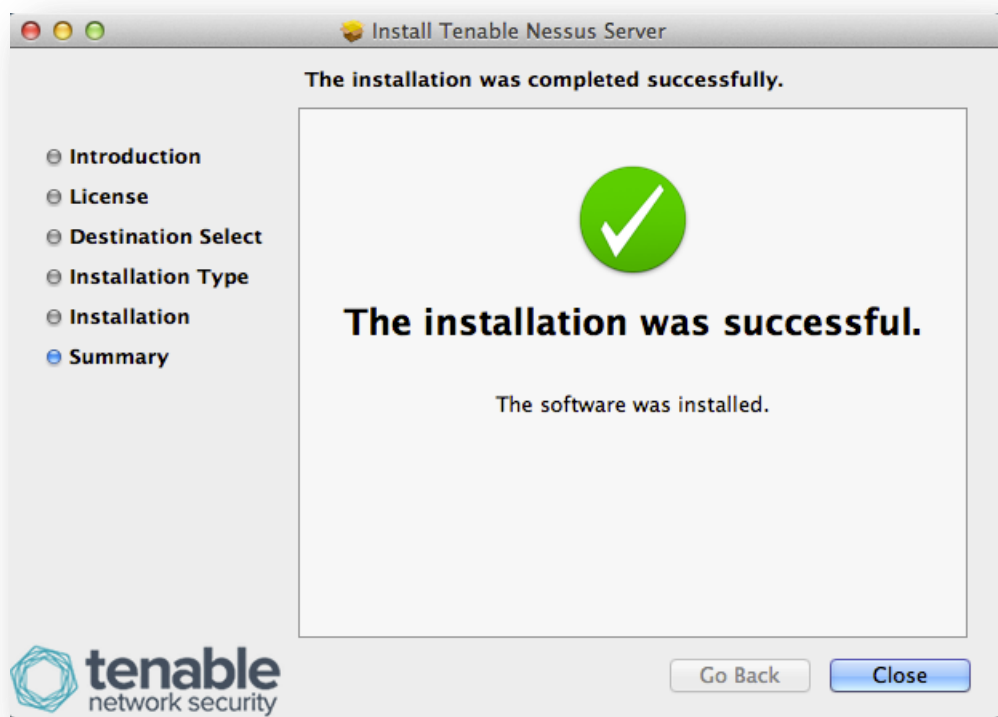 Install Tenable Nessus Server
The installation was completed successfully.
Introduction
License
Destination Select
Installation Type
Installation
Summary
The installation was successful.
The software was installed.
tenable
network security
Go Back
Close